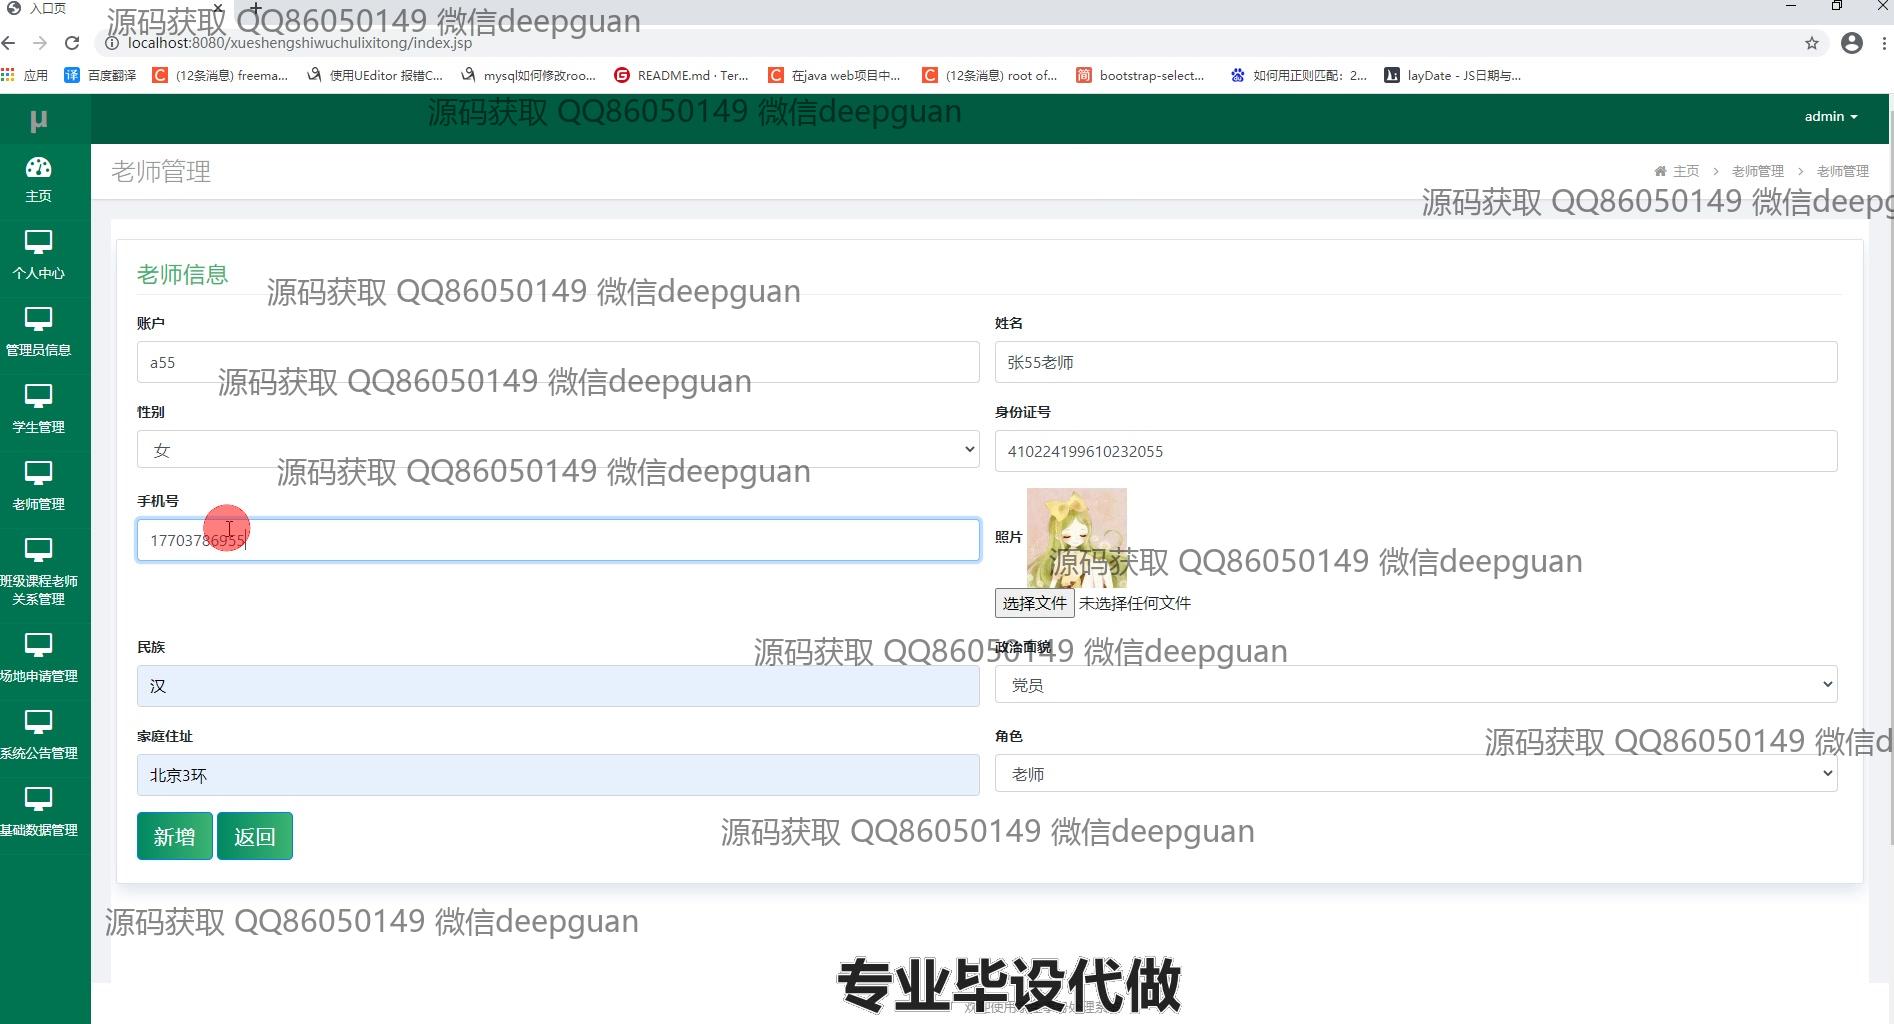 入口页
源码获取 QQ86050149 微信deepguan
localhost:8080/xueshengshiwuchulixitong/index.jsp
应用 百度翻译 (12条消息) freema... 使用UEditor 报错C... mysql如何修改roo... README.md · Ter... 在java web项目中... (12条消息) root of... bootstrap-select... 如何用正则匹配：2... layDate - JS日期与...
μ
源码获取 QQ86050149 微信deepguan
admin
主页
个人中心
管理员信息
学生管理
老师管理
班级课程老师
关系管理
场地申请管理
系统公告管理
基础数据管理
老师管理
主页 > 老师管理 > 老师管理
源码获取 QQ86050149 微信deepg
老师信息
源码获取 QQ86050149 微信deepguan
账户 姓名
a55 张55老师
源码获取 QQ86050149 微信deepguan
性别 身份证号
女 410224199610232055
源码获取 QQ86050149 微信deepguan
手机号
17703786955
照片
源码获取 QQ86050149 微信deepguan
选择文件 未选择任何文件
民族 政治面貌
源码获取 QQ86050149 微信deepguan
汉 党员
家庭住址 角色
源码获取 QQ86050149 微信d
北京3环 老师
新增 返回
源码获取 QQ86050149 微信deepguan
源码获取 QQ86050149 微信deepguan
专业毕设代做